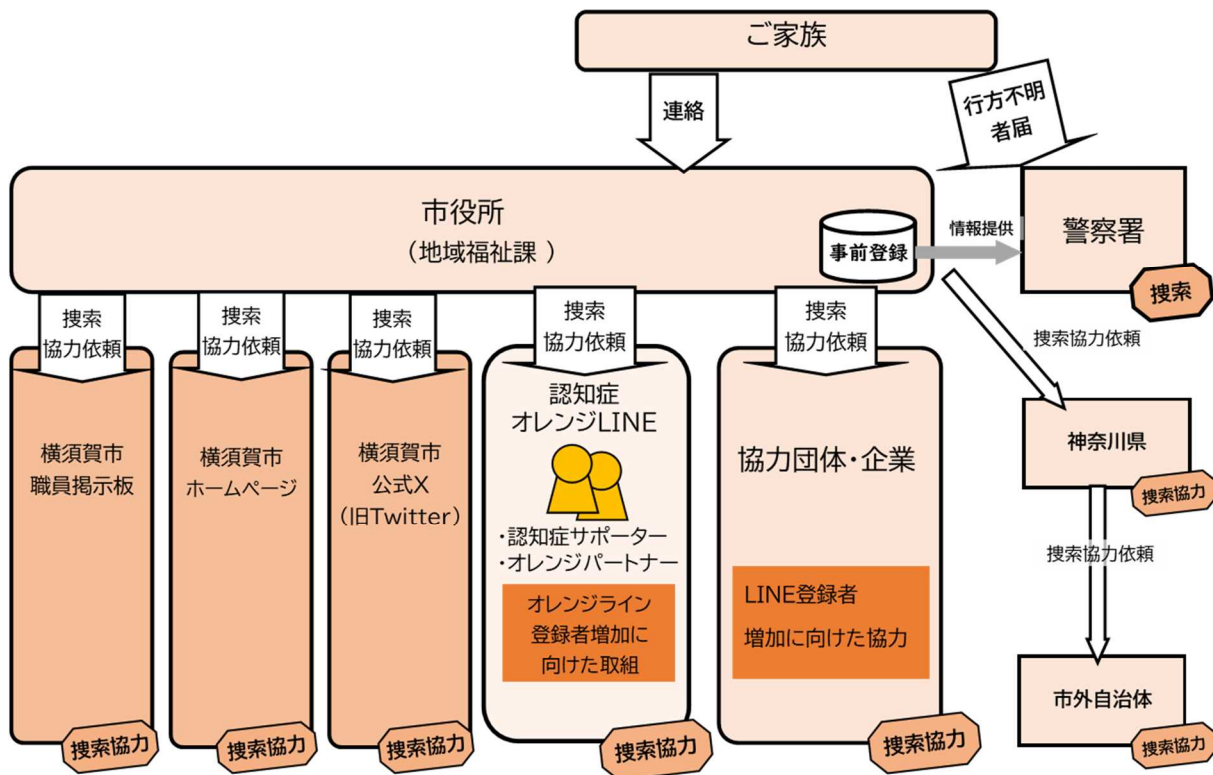 ご家族
連絡
行方不明
者届
市役所
（地域福祉課 ）
事前登録
情報提供
警察署
捜索
捜索
協力依頼
捜索
協力依頼
捜索
協力依頼
捜索
協力依頼
捜索
協力依頼
捜索協力依頼
横須賀市
職員掲示板
横須賀市
ホームページ
横須賀市
公式X
（旧Twitter）
認知症
オレンジLINE
・認知症サポーター
・オレンジパートナー
オレンジライン
登録者増加に
向けた取組
協力団体・企業
LINE登録者
増加に向けた協力
神奈川県
捜索協力
捜索協力依頼
市外自治体
捜索協力
捜索協力
捜索協力
捜索協力
捜索協力
捜索協力